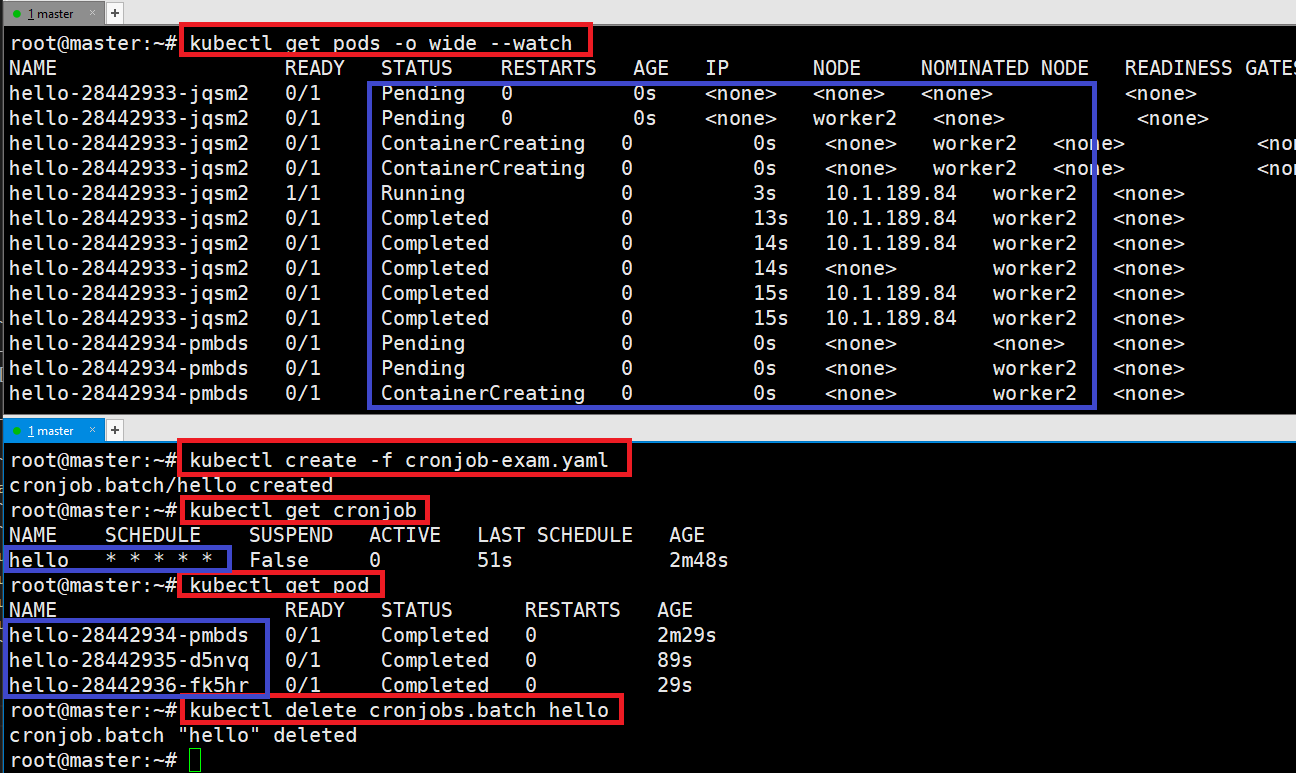 1 master × +
root@master:~# kubectl get pods -o wide --watch
NAME READY STATUS RESTARTS AGE IP NODE NOMINATED NODE READINESS GATES
hello-28442933-jqsm2 0/1 Pending 0 0s <none> <none> <none> <none>
hello-28442933-jqsm2 0/1 Pending 0 0s <none> worker2 <none> <none>
hello-28442933-jqsm2 0/1 ContainerCreating 0 0s <none> worker2 <none> <non
hello-28442933-jqsm2 0/1 ContainerCreating 0 0s <none> worker2 <none> <non
hello-28442933-jqsm2 1/1 Running 0 3s 10.1.189.84 worker2 <none>
hello-28442933-jqsm2 0/1 Completed 0 13s 10.1.189.84 worker2 <none>
hello-28442933-jqsm2 0/1 Completed 0 14s 10.1.189.84 worker2 <none>
hello-28442933-jqsm2 0/1 Completed 0 14s <none> worker2 <none>
hello-28442933-jqsm2 0/1 Completed 0 15s 10.1.189.84 worker2 <none>
hello-28442933-jqsm2 0/1 Completed 0 15s 10.1.189.84 worker2 <none>
hello-28442934-pmbds 0/1 Pending 0 0s <none> <none> <none>
hello-28442934-pmbds 0/1 Pending 0 0s <none> worker2 <none>
hello-28442934-pmbds 0/1 ContainerCreating 0 0s <none> worker2 <none>
1 master × +
root@master:~# kubectl create -f cronjob-exam.yaml
cronjob.batch/hello created
root@master:~# kubectl get cronjob
NAME SCHEDULE SUSPEND ACTIVE LAST SCHEDULE AGE
hello * * * * * False 0 51s 2m48s
root@master:~# kubectl get pod
NAME READY STATUS RESTARTS AGE
hello-28442934-pmbds 0/1 Completed 0 2m29s
hello-28442935-d5nvq 0/1 Completed 0 89s
hello-28442936-fk5hr 0/1 Completed 0 29s
root@master:~# kubectl delete cronjobs.batch hello
cronjob.batch "hello" deleted
root@master:~#